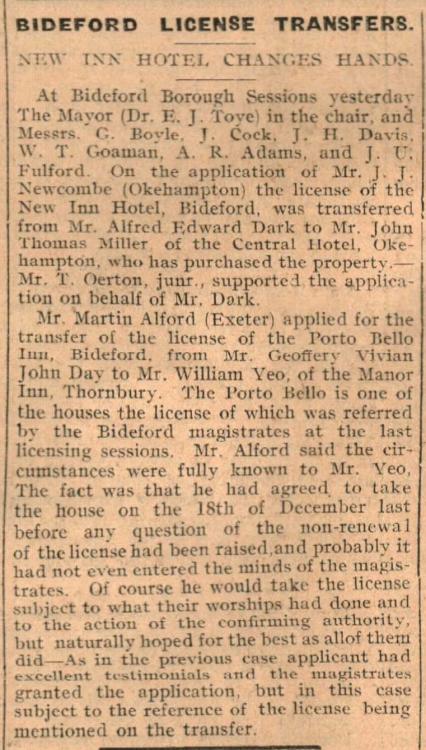 BIDEFORD LICENSE TRANSFERS.
NEW INN HOTEL CHANGES HANDS.
At Bideford Borough Sessions yesterday
The Mayor (Dr. E. J. Toye) in the chair, and
Messrs. G. Boyle, J. Cock, J. H. Davis,
W. T. Goaman, A. R. Adams, and J. U.
Fulford. On the application of Mr. J. J.
Newcombe (Okehampton) the license of the
New Inn Hotel, Bideford, was transferred
from Mr. Alfred Edward Dark to Mr. John
Thomas Miller, of the Central Hotel, Oke-
hampton, who has purchased the property.—
Mr. T. Oerton, junr., supported the applica-
tion on behalf of Mr. Dark.
Mr. Martin Alford (Exeter) applied for the
transfer of the license of the Porto Bello
Inn, Bideford, from Mr. Geoffery Vivian
John Day to Mr. William Yeo, of the Manor
Inn, Thornbury. The Porto Bello is one of
the houses the license of which was referred
by the Bideford magistrates at the last
licensing sessions. Mr. Alford said the cir-
cumstances were fully known to Mr. Yeo,
The fact was that he had agreed to take
the house on the 18th of December last
before any question of the non-renewal
of the license had been raised,and probably it
had not even entered the minds of the magis-
trates. Of course he would take the license
subject to what their worships had done and
to the action of the confirming authority,
but naturally hoped for the best as allof them
did—As in the previous case applicant had
excellent testimonials and the magistrates
granted the application, but in this case
subject to the reference of the license being
mentioned on the transfer.